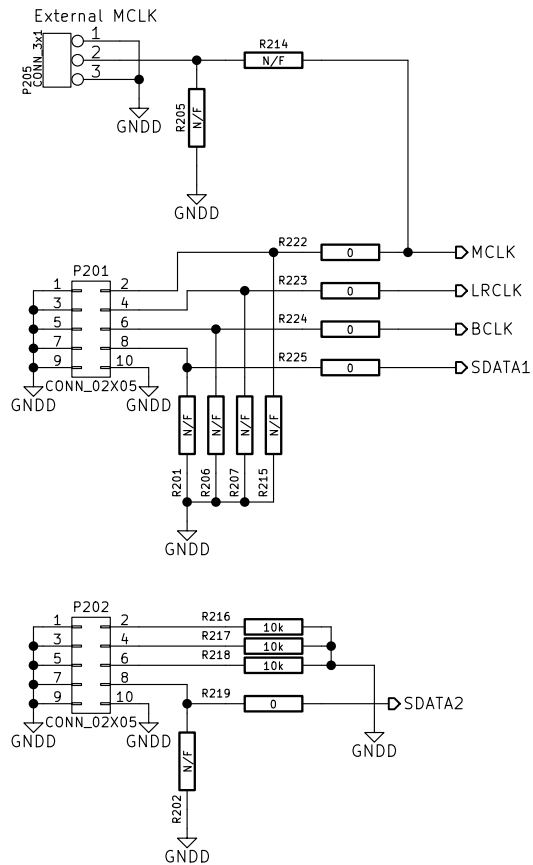 External MCLK
P205
CONN_3x1
1
2
3
GNDD
R205
N/F
GNDD
R214
N/F
P201
1
3
5
7
9
2
4
6
8
10
CONN_02X05
GNDD
GNDD
R222
0
MCLK
R223
0
LRCLK
R224
0
BCLK
R225
0
SDATA1
N/F
N/F
N/F
N/F
R201
R206
R207
R215
GNDD
P202
1
3
5
7
9
2
4
6
8
10
CONN_02X05
GNDD
GNDD
R216
10k
R217
10k
R218
10k
R219
0
SDATA2
GNDD
N/F
R202
GNDD